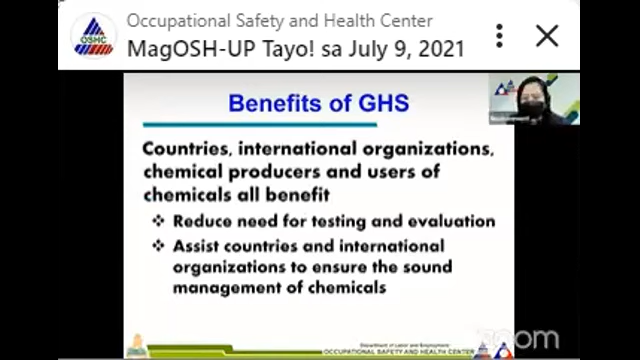 Occupational Safety and Health Center
MagOSH-UP Tayo! sa July 9, 2021
OSHC
Benefits of GHS
Countries, international organizations,
chemical producers and users of
chemicals all benefit
❖ Reduce need for testing and evaluation
❖ Assist countries and international
organizations to ensure the sound
management of chemicals
Department of Labor and Employment
OCCUPATIONAL SAFETY AND HEALTH CENTER
zoom